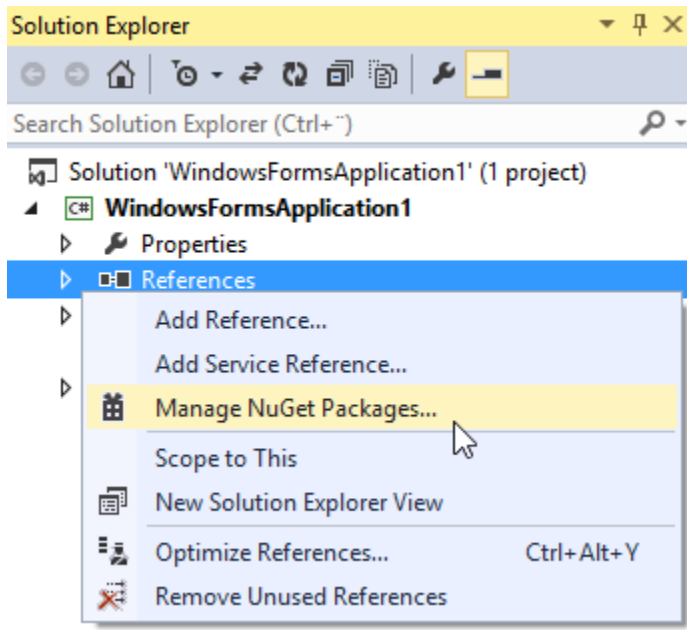 Solution Explorer
Search Solution Explorer (Ctrl+¨)
Solution 'WindowsFormsApplication1' (1 project)
C# WindowsFormsApplication1
Properties
References
Add Reference...
Add Service Reference...
Manage NuGet Packages...
Scope to This
New Solution Explorer View
Optimize References... Ctrl+Alt+Y
Remove Unused References